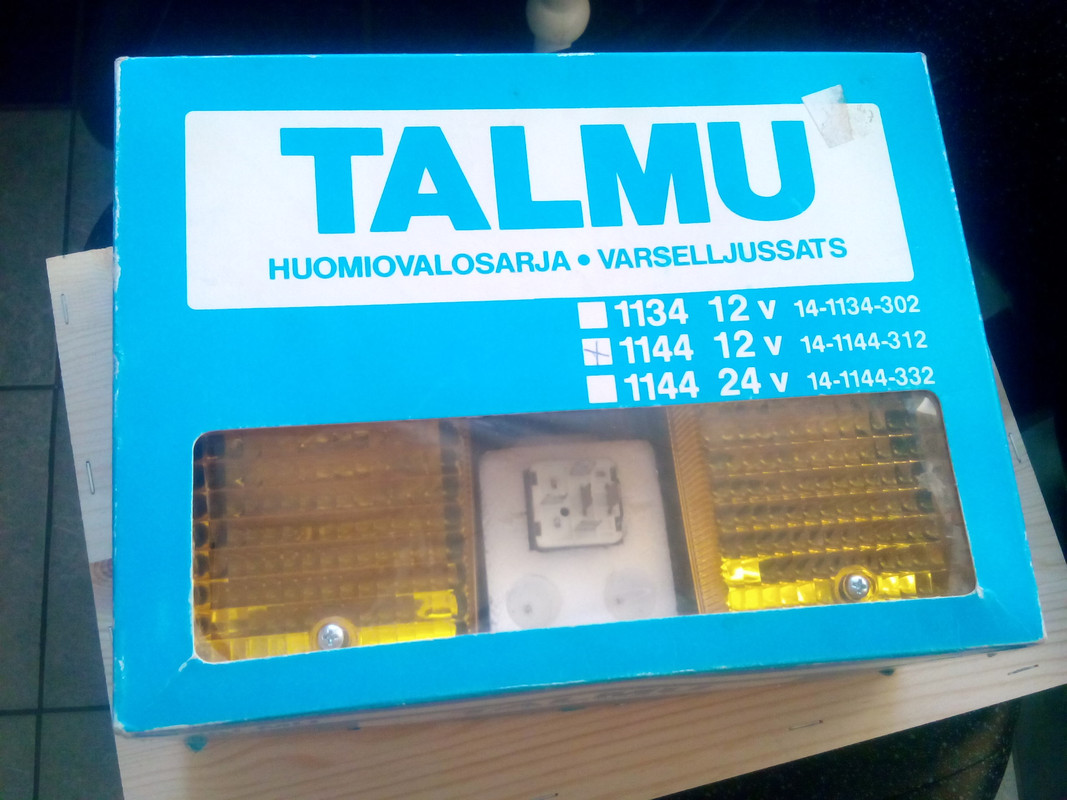 TALMU
HUOMIOVALOSARJA • VARSELLJUSSATS
1134 12 v 14-1134-302
1144 12 v 14-1144-312
1144 24 v 14-1144-332